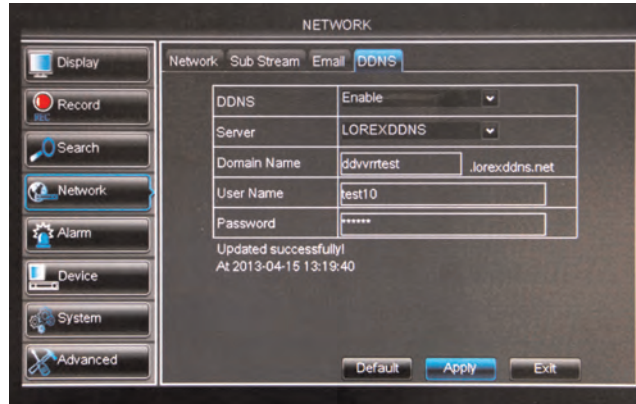 NETWORK
Display
Record
REC
Search
Network
Alarm
Device
System
Advanced
Network Sub Stream Email DDNS
DDNS Enable
Server LOREXDDNS
Domain Name ddvvrrtest .lorexddns.net
User Name test10
Password ••••••
Updated successfully!
At 2013-04-15 13:19:40
Default Apply Exit